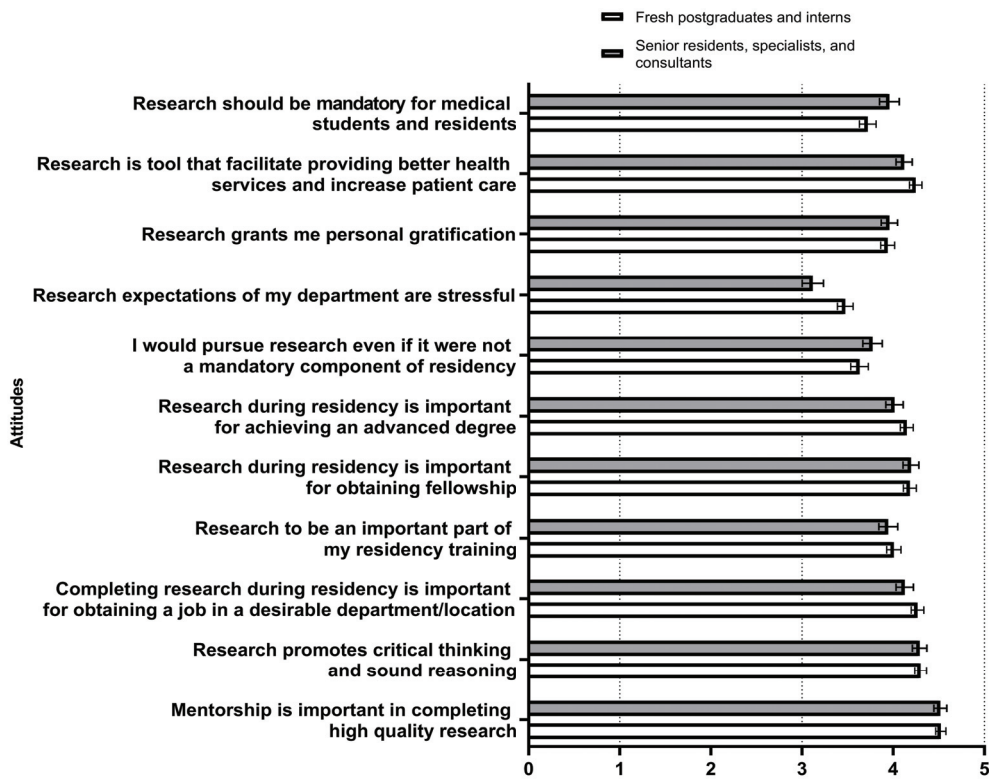 Fresh postgraduates and interns
Senior residents, specialists, and
consultants
Research should be mandatory for medical
students and residents
Research is tool that facilitate providing better health
services and increase patient care
Research grants me personal gratification
Research expectations of my department are stressful
I would pursue research even if it were not
a mandatory component of residency
Research during residency is important
for achieving an advanced degree
Research during residency is important
for obtaining fellowship
Research to be an important part of
my residency training
Completing research during residency is important
for obtaining a job in a desirable department/location
Research promotes critical thinking
and sound reasoning
Mentorship is important in completing
high quality research
Attitudes
0 1 2 3 4 5